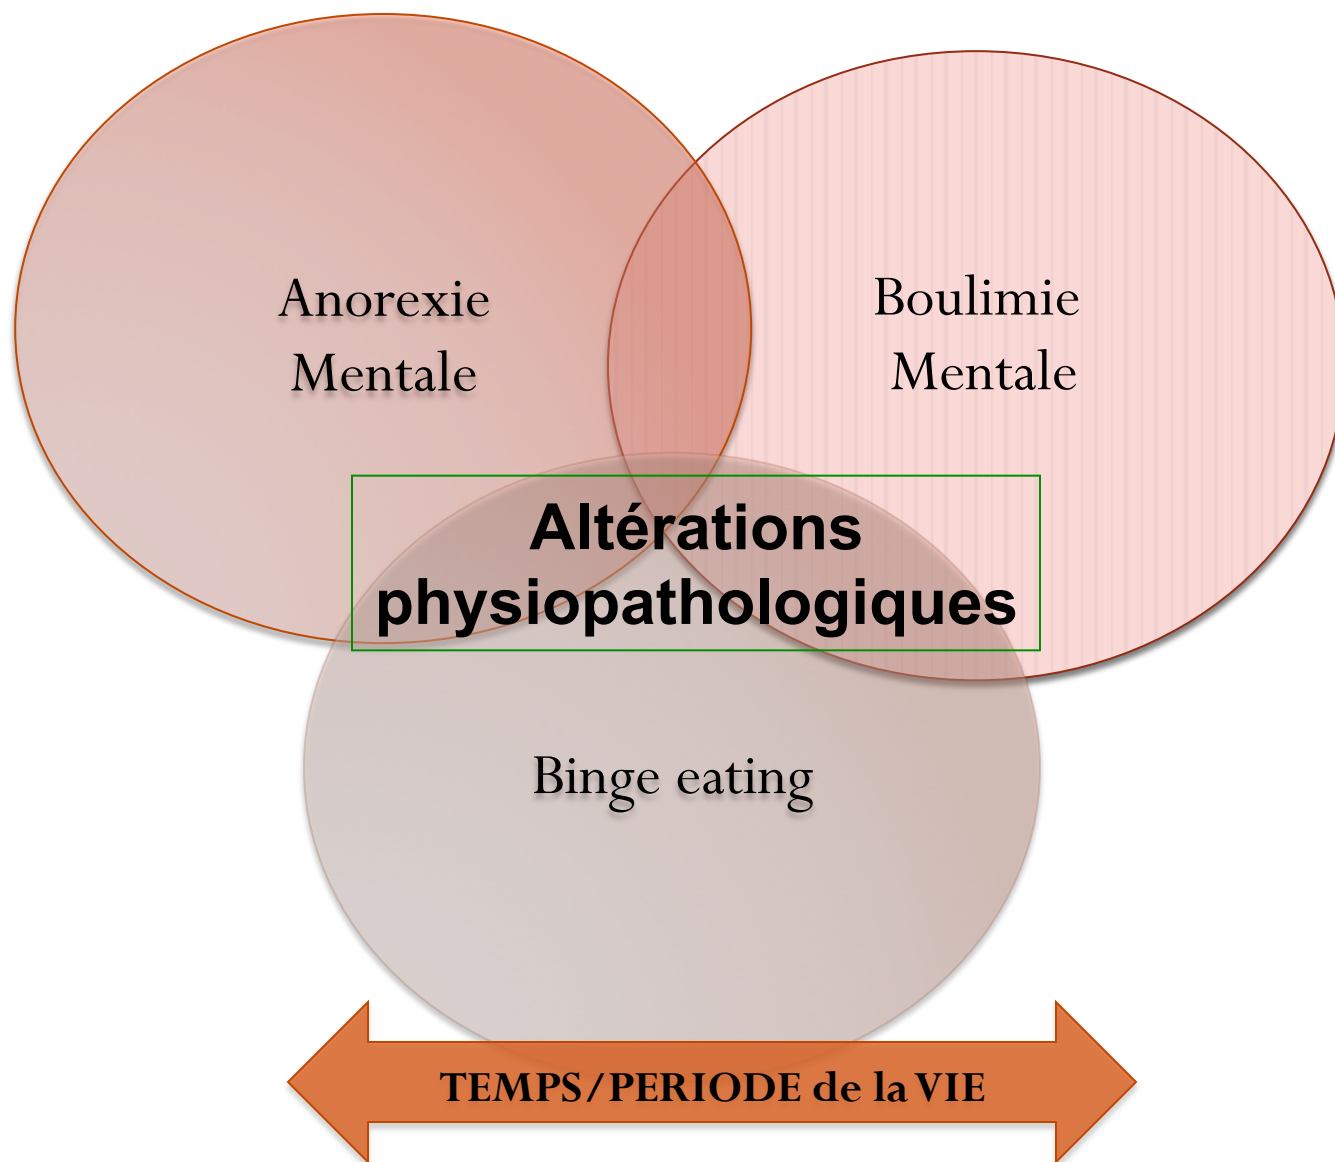 Anorexie
Mentale
Boulimie
Mentale
Altérations
physiopathologiques
Binge eating
TEMPS/PERIODE de la VIE